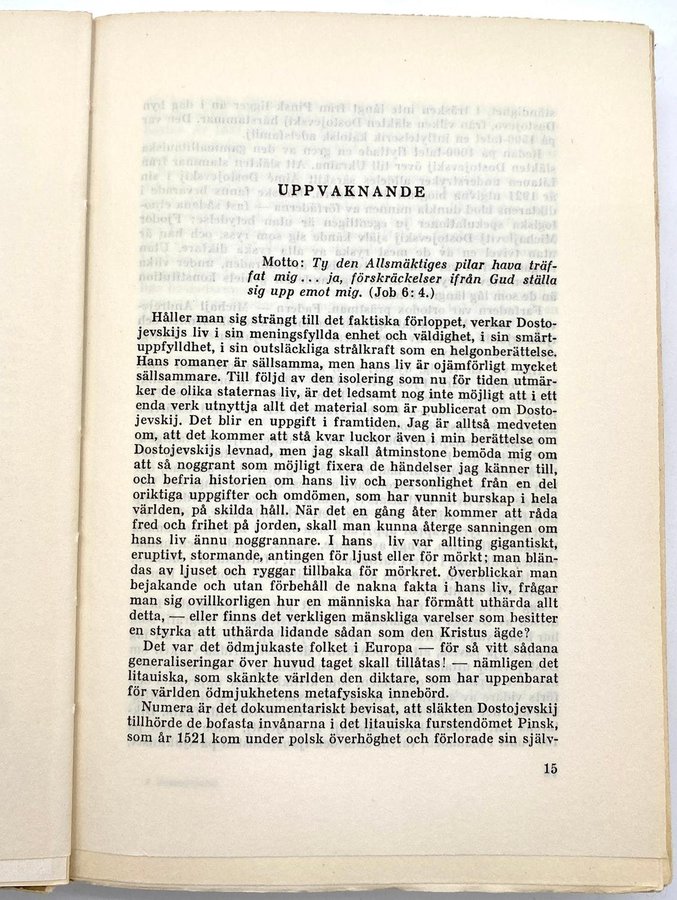 UPPVAKNANDE
Motto: Ty den Allsmäktiges pilar hava träf-
fat mig... ja, förskräckelser ifrån Gud ställa
sig upp emot mig. (Job 6: 4.)
Håller man sig strängt till det faktiska förloppet, verkar Dosto-
jevskijs liv i sin meningsfyllda enhet och väldighet, i sin smärt-
uppfylldhet, i sin outsläckliga strålkraft som en helgonberättelse.
Hans romaner är sällsamma, men hans liv är ojämförligt mycket
sällsammare. Till följd av den isolering som nu för tiden utmär-
ker de olika staternas liv, är det ledsamt nog inte möjligt att i ett
enda verk utnyttja allt det material som är publicerat om Dosto-
jevskij. Det blir en uppgift i framtiden. Jag är alltså medveten
om, att det kommer att stå kvar luckor även i min berättelse om
Dostojevskijs levnad, men jag skall åtminstone bemöda mig om
att så noggrant som möjligt fixera de händelser jag känner till,
och befria historien om hans liv och personlighet från en del
oriktiga uppgifter och omdömen, som har vunnit burskap i hela
världen, på skilda håll. När det en gång åter kommer att råda
fred och frihet på jorden, skall man kunna återge sanningen om
hans liv ännu noggrannare. I hans liv var allting gigantiskt,
eruptivt, stormande, antingen för ljust eller för mörkt; man blän-
das av ljuset och ryggar tillbaka för mörkret. Överblickar man
bejakande och utan förbehåll de nakna fakta i hans liv, frågar
man sig ovillkorligen hur en människa har förmått uthärda allt
detta, — eller finns det verkligen mänskliga varelser som besitter
en styrka att uthärda lidande sådan som den Kristus ägde?
Det var det ödmjukaste folket i Europa — för så vitt sådana
generaliseringar över huvud taget skall tillåtas! — nämligen det
litauiska, som skänkte världen den diktare, som har uppenbarat
för världen ödmjukhetens metafysiska innebörd.
Numera är det dokumentariskt bevisat, att släkten Dostojevskij
tillhörde de bofasta invånarna i det litauiska furstendömet Pinsk,
som år 1521 kom under polsk överhöghet och förlorade sin själv-
15